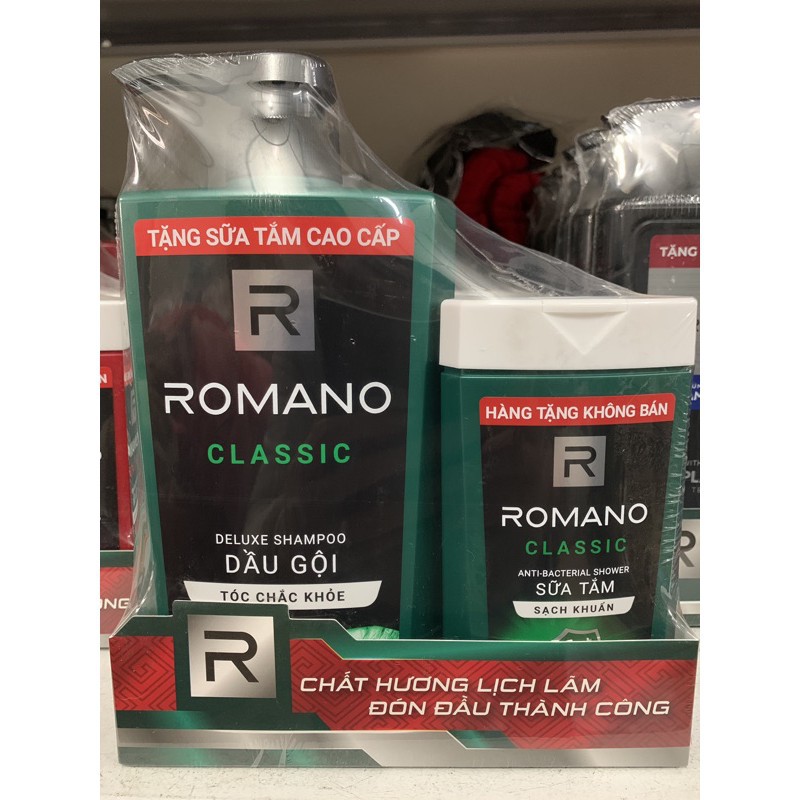 TẶNG SỮA TẮM CAO CẤP
R
ROMANO
CLASSIC
DELUXE SHAMPOO
DẦU GỘI
TÓC CHẮC KHỎE
HÀNG TẶNG KHÔNG BÁN
R
ROMANO
CLASSIC
ANTI-BACTERIAL SHOWER
SỮA TẮM
SẠCH KHUẨN
R
CHẤT HƯƠNG LỊCH LÃM
ĐÓN ĐẦU THÀNH CÔNG
TẶNG
R